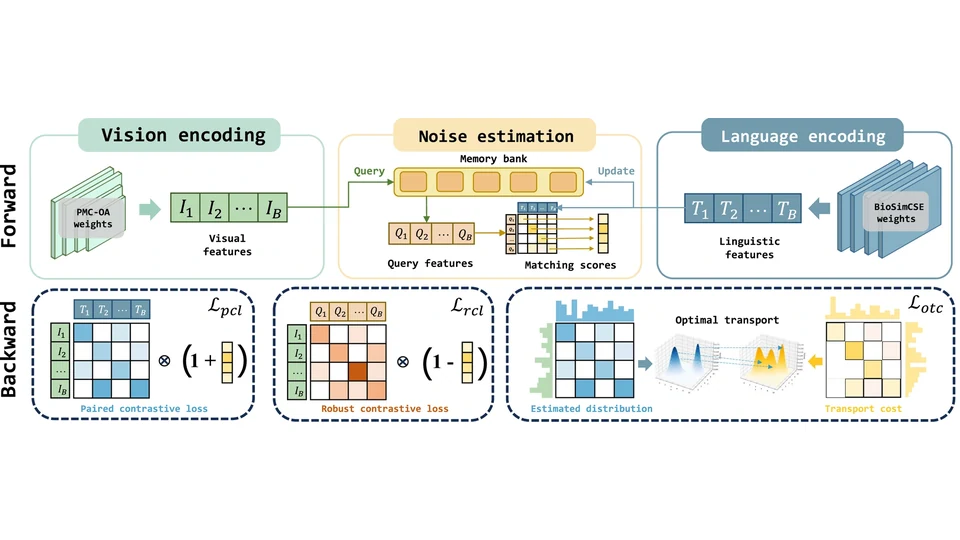 Forward
Vision encoding
PMC-OA
weights
I1 I2 ⋯ IB
Visual
features
Noise estimation
Memory bank
Query
Update
Q1 Q2 ⋯ QB
Query features
Matching scores
Language encoding
T1 T2 ⋯ TB
Linguistic
features
BioSimCSE
weights
Backward
T1 T2 ⋯ TB
I1
I2
⋯
IB
ℒpcl
⊗ (1+ )
Paired contrastive loss
Q1 Q2 ⋯ QB
I1
I2
⋯
IB
ℒrcl
⊗ (1- )
Robust contrastive loss
ℒotc
Optimal transport
Estimated distribution
Transport cost